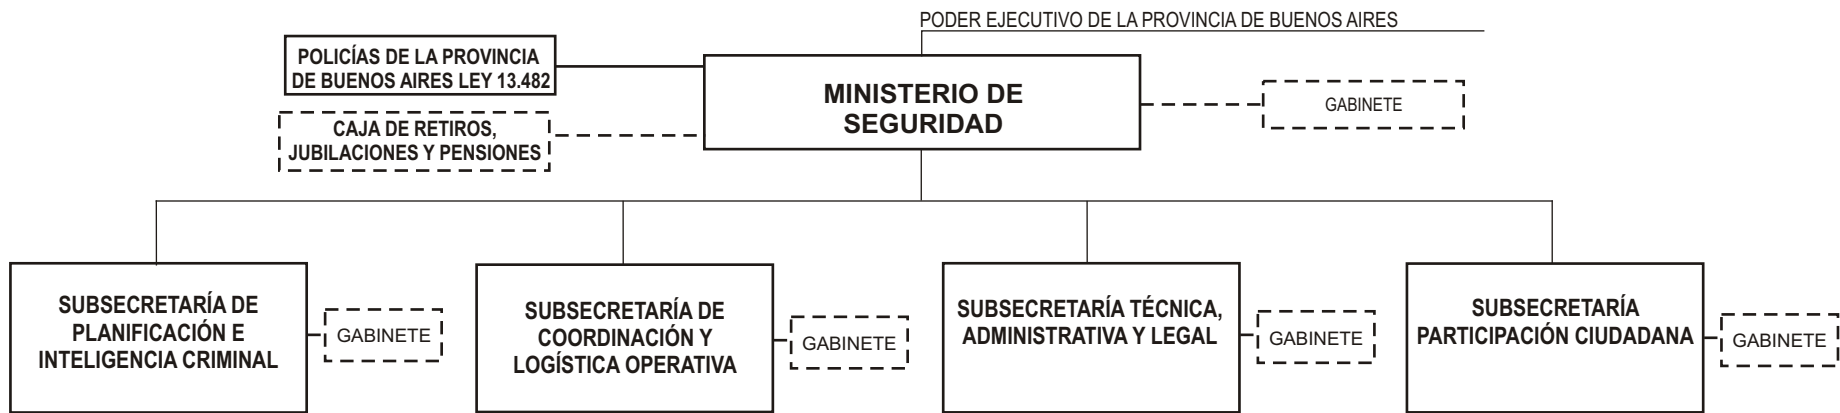 PODER EJECUTIVO DE LA PROVINCIA DE BUENOS AIRES
POLICÍAS DE LA PROVINCIA
DE BUENOS AIRES LEY 13.482
MINISTERIO DE
SEGURIDAD
GABINETE
CAJA DE RETIROS,
JUBILACIONES Y PENSIONES
SUBSECRETARÍA DE
PLANIFICACIÓN E
INTELIGENCIA CRIMINAL
GABINETE
SUBSECRETARÍA DE
COORDINACIÓN Y
LOGÍSTICA OPERATIVA
GABINETE
SUBSECRETARÍA TÉCNICA,
ADMINISTRATIVA Y LEGAL
GABINETE
SUBSECRETARÍA
PARTICIPACIÓN CIUDADANA
GABINETE